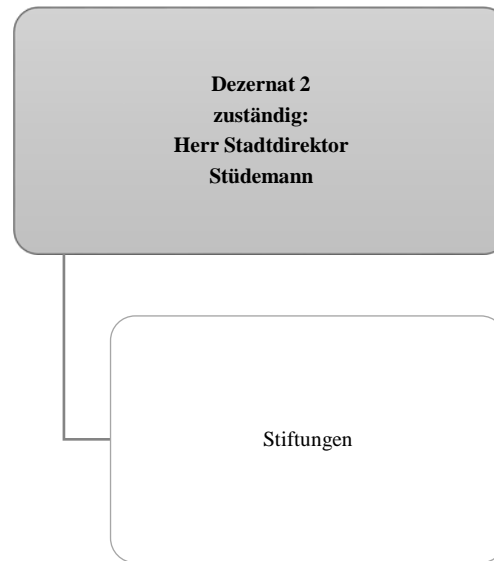 Dezernat 2
zuständig:
Herr Stadtdirektor
Stüdemann
Stiftungen